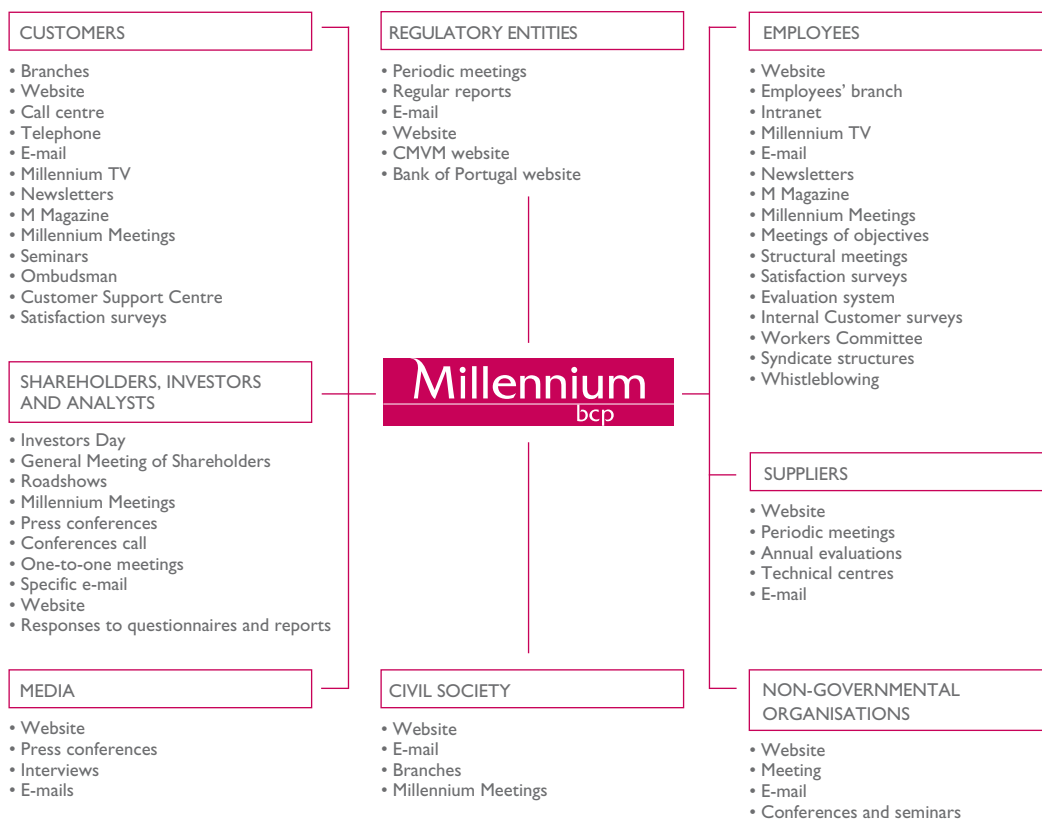 CUSTOMERS
• Branches
• Website
• Call centre
• Telephone
• E-mail
• Millennium TV
• Newsletters
• M Magazine
• Millennium Meetings
• Seminars
• Ombudsman
• Customer Support Centre
• Satisfaction surveys
SHAREHOLDERS, INVESTORS
AND ANALYSTS
• Investors Day
• General Meeting of Shareholders
• Roadshows
• Millennium Meetings
• Press conferences
• Conferences call
• One-to-one meetings
• Specific e-mail
• Website
• Responses to questionnaires and reports
MEDIA
• Website
• Press conferences
• Interviews
• E-mails
REGULATORY ENTITIES
• Periodic meetings
• Regular reports
• E-mail
• Website
• CMVM website
• Bank of Portugal website
Millennium
bcp
CIVIL SOCIETY
• Website
• E-mail
• Branches
• Millennium Meetings
EMPLOYEES
• Website
• Employees' branch
• Intranet
• Millennium TV
• E-mail
• Newsletters
• M Magazine
• Millennium Meetings
• Meetings of objectives
• Structural meetings
• Satisfaction surveys
• Evaluation system
• Internal Customer surveys
• Workers Committee
• Syndicate structures
• Whistleblowing
SUPPLIERS
• Website
• Periodic meetings
• Annual evaluations
• Technical centres
• E-mail
NON-GOVERNMENTAL
ORGANISATIONS
• Website
• Meeting
• E-mail
• Conferences and seminars